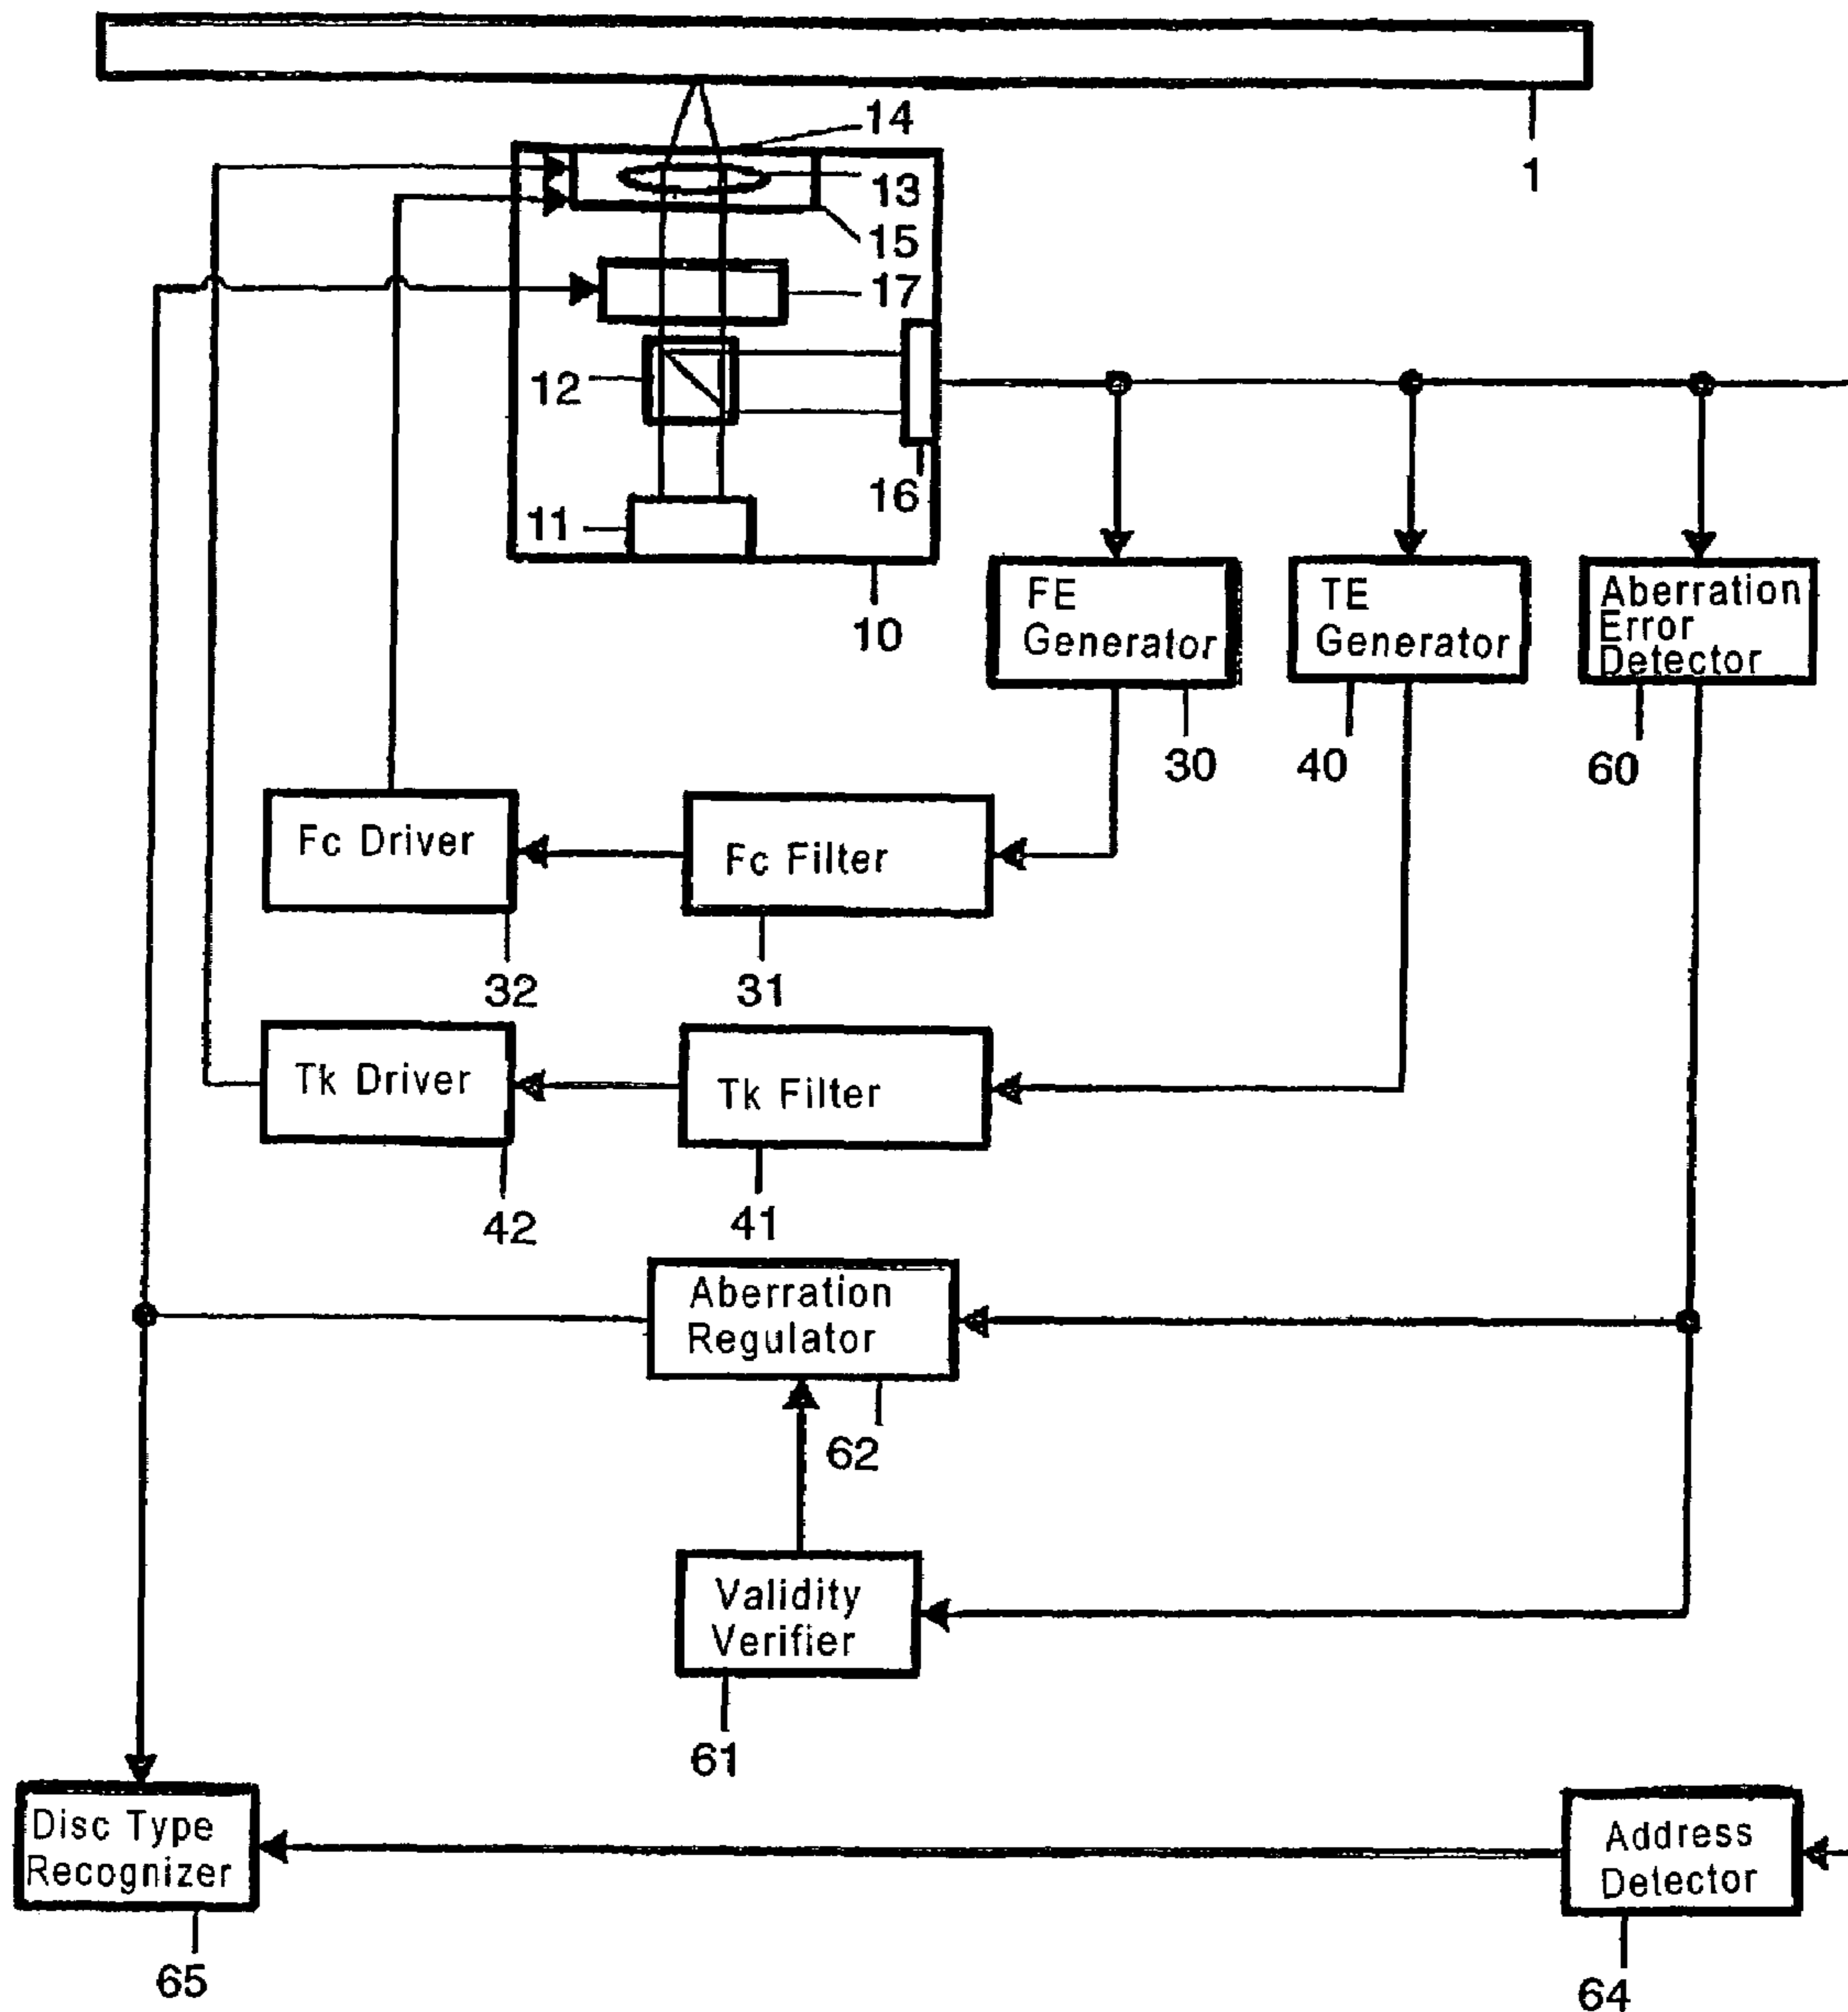 14
1
13
15
17
12
16
11
10
FE
Generator
TE
Generator
Aberration
Error
Detector
30
40
60
Fc Driver
Fc Filter
32
31
Tk Driver
Tk Filter
42
41
Aberration
Regulator
62
Validity
Verifier
61
Disc Type
Recognizer
Address
Detector
65
64